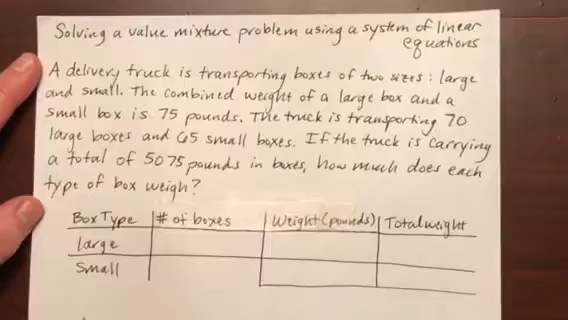 Solving a value mixture problem using a system of linear
equations
A delivery truck is transporting boxes of two sizes: large
and small. The combined weight of a large box and a
small box is 75 pounds. The truck is transporting 70
large boxes and 65 small boxes. If the truck is carrying
a total of 5075 pounds in boxes, how much does each
type of box weigh?
Box Type # of boxes Weight (pounds) Total weight
large
Small